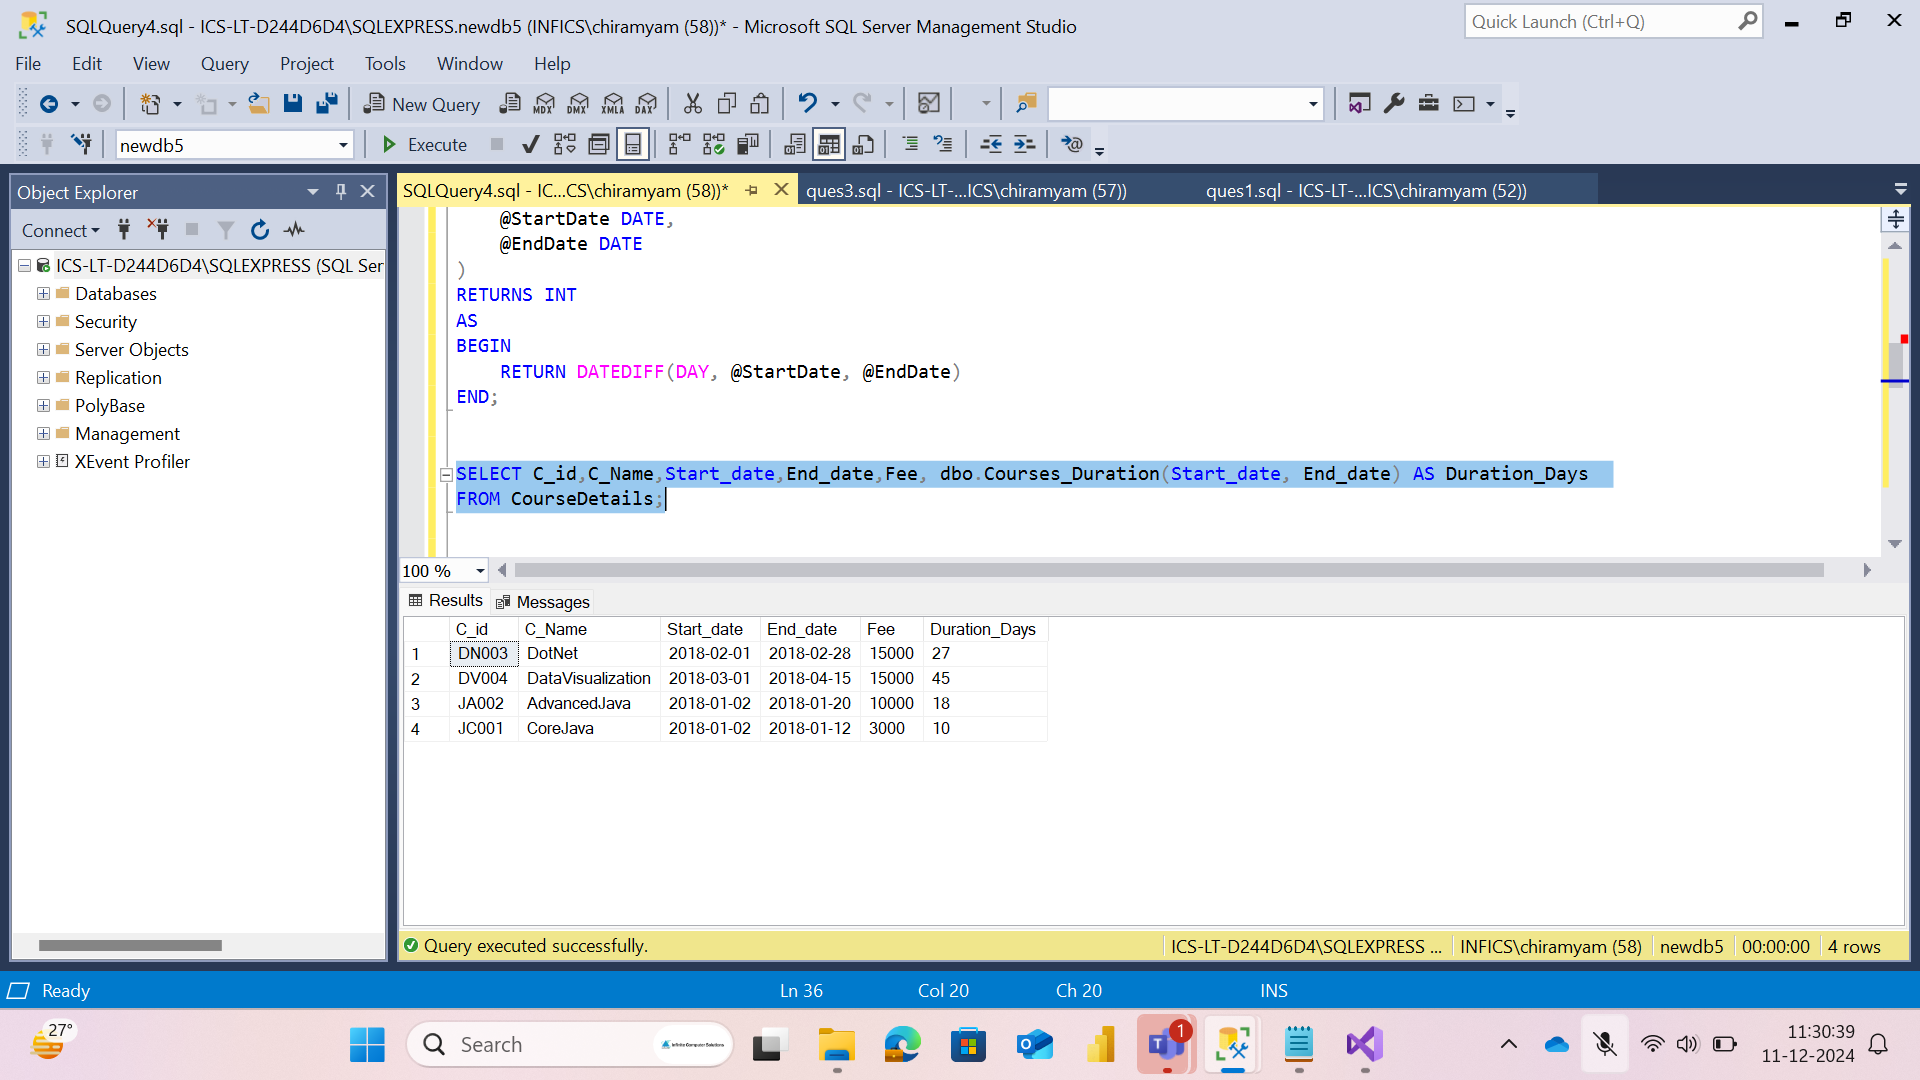 SQLQuery4.sql - ICS-LT-D244D6D4\SQLEXPRESS.newdb5 (INFICS\chiramyam (58))* - Microsoft SQL Server Management Studio
Quick Launch (Ctrl+Q)
File Edit View Query Project Tools Window Help
New Query MDX DMX XMLA DAX
newdb5 Execute
Object Explorer
Connect
ICS-LT-D244D6D4\SQLEXPRESS (SQL Ser
Databases
Security
Server Objects
Replication
PolyBase
Management
XEvent Profiler
SQLQuery4.sql - IC...CS\chiramyam (58))* ques3.sql - ICS-LT-...ICS\chiramyam (57)) ques1.sql - ICS-LT-...ICS\chiramyam (52))
@StartDate DATE,
@EndDate DATE
)
RETURNS INT
AS
BEGIN
RETURN DATEDIFF(DAY, @StartDate, @EndDate)
END;
SELECT C_id,C_Name,Start_date,End_date,Fee, dbo.Courses_Duration(Start_date, End_date) AS Duration_Days
FROM CourseDetails;
100 %
Results Messages
C_id C_Name Start_date End_date Fee Duration_Days
1 DN003 DotNet 2018-02-01 2018-02-28 15000 27
2 DV004 DataVisualization 2018-03-01 2018-04-15 15000 45
3 JA002 AdvancedJava 2018-01-02 2018-01-20 10000 18
4 JC001 CoreJava 2018-01-02 2018-01-12 3000 10
Query executed successfully. ICS-LT-D244D6D4\SQLEXPRESS ... INFICS\chiramyam (58) newdb5 00:00:00 4 rows
Ready Ln 36 Col 20 Ch 20 INS
27°
Search
Infinite Computer Solutions
1
11:30:39
11-12-2024